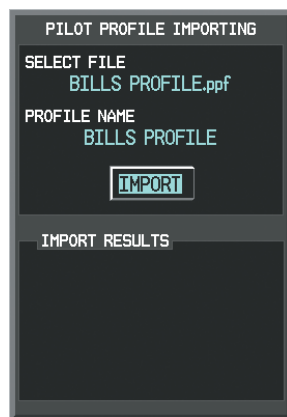 PILOT PROFILE IMPORTING
SELECT FILE
BILLS PROFILE.ppf
PROFILE NAME
BILLS PROFILE
IMPORT
IMPORT RESULTS